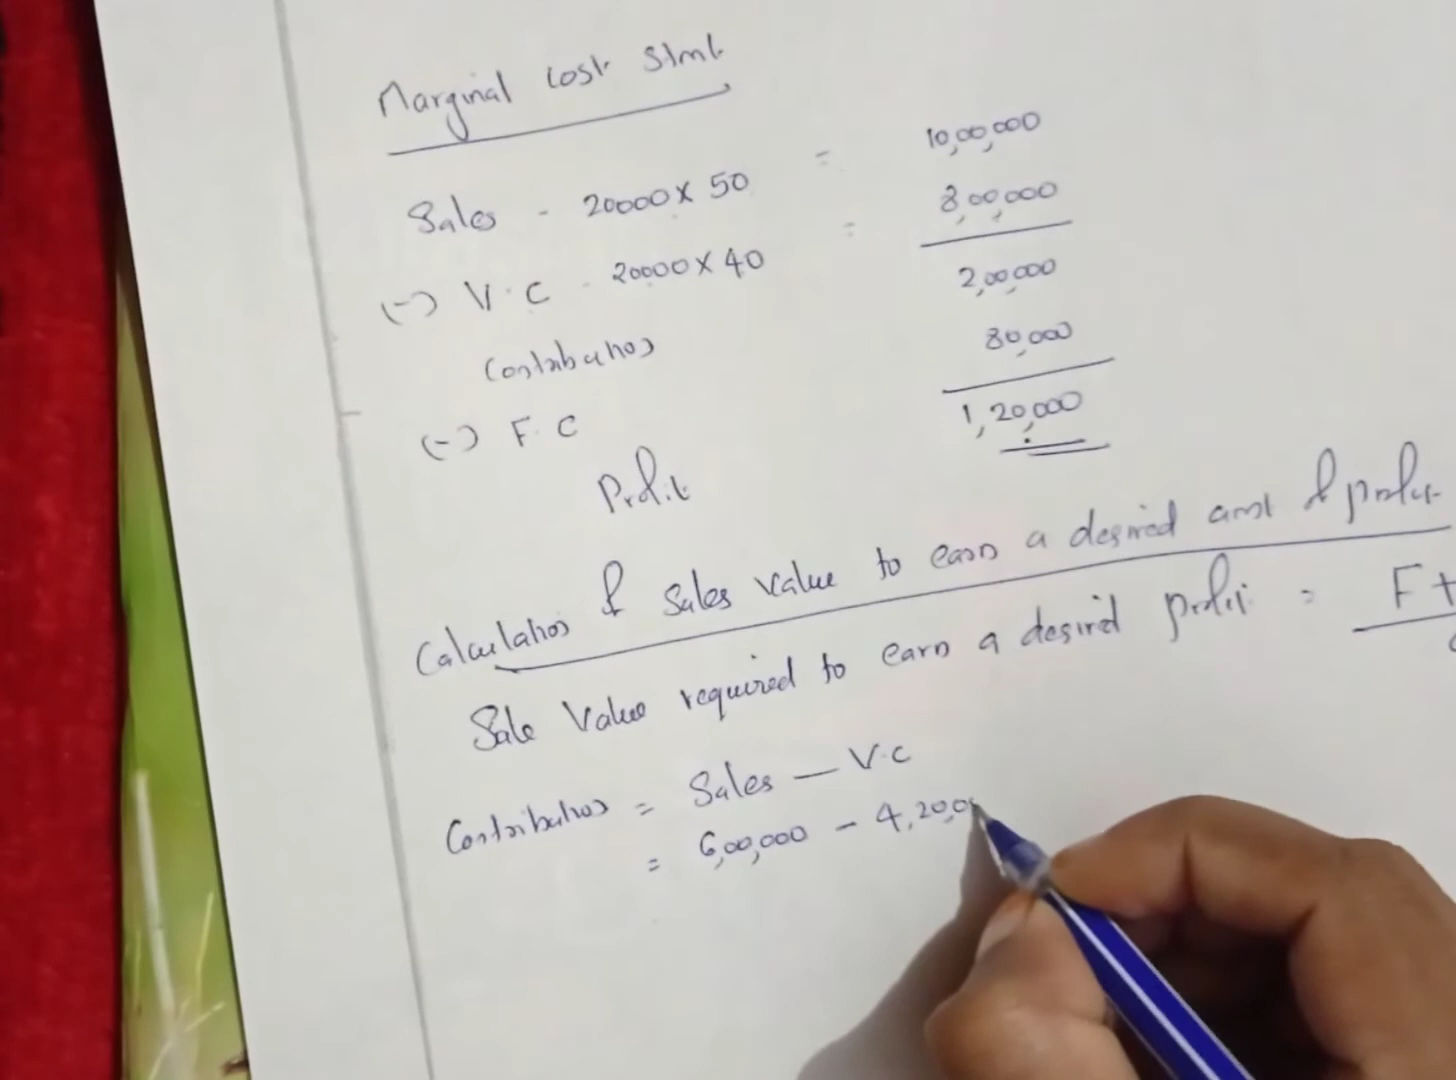 Marginal Cost Stmt
Sales - 20000 X 50 = 10,00,000
(-) V.C - 20000 X 40 = 8,00,000
Contribution 2,00,000
(-) F.C 80,000
Profit 1,20,000
Calculation of Sales Value to earn a desired amt of profit
Sale Value required to earn a desired profit = F+
Contribution = Sales — V.C
= 6,00,000 - 4,20,0